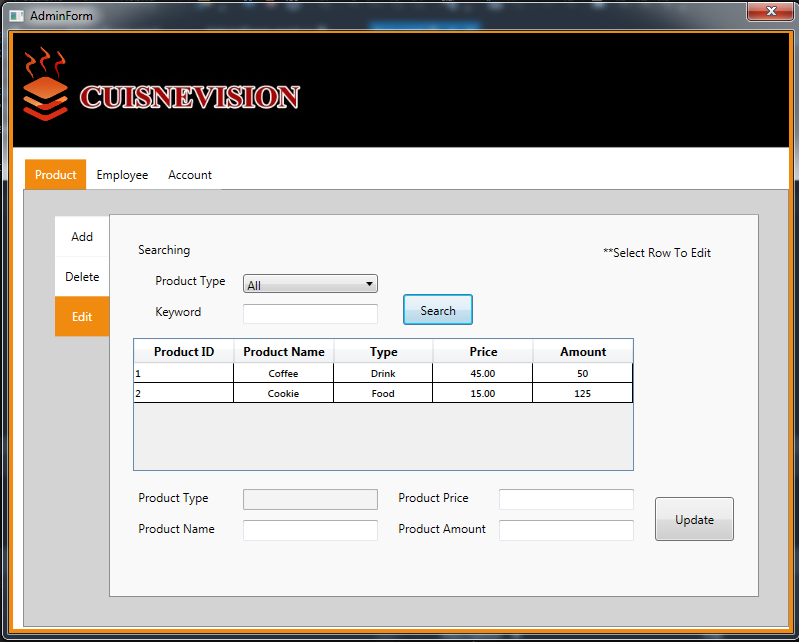 AdminForm
CUISNEVISION
Product Employee Account
Add
Delete
Edit
Searching
**Select Row To Edit
Product Type All
Keyword
Search
Product ID Product Name Type Price Amount
1 Coffee Drink 45.00 50
2 Cookie Food 15.00 125
Product Type Product Price
Product Name Product Amount
Update